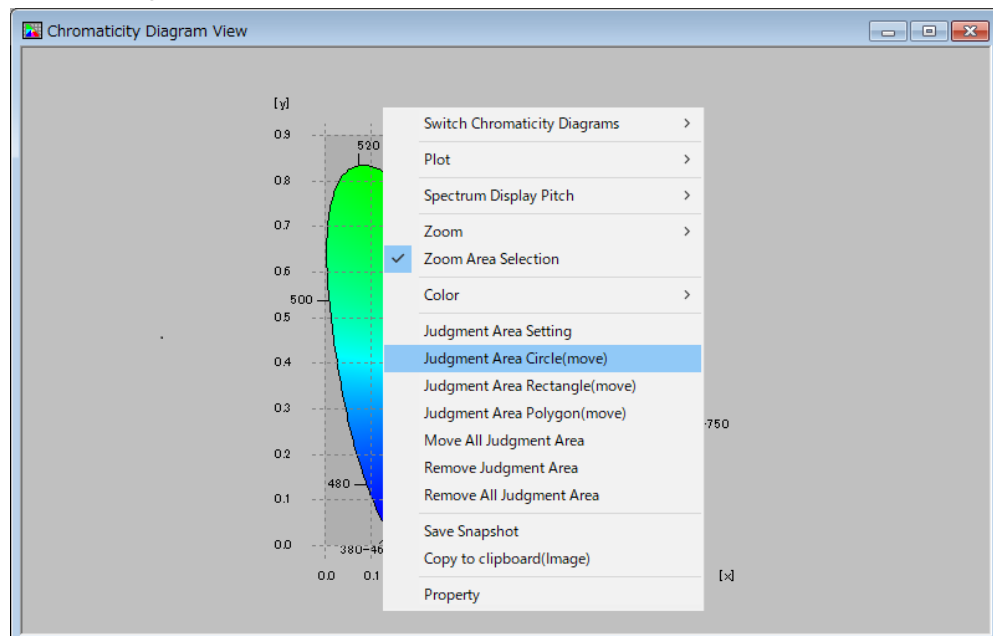 Chromaticity Diagram View
[y]
0.9
520
0.8
0.7
0.6
500
0.5
0.4
0.3
0.2
480
0.1
0.0
380-46
0.0 0.1
Switch Chromaticity Diagrams
Plot
Spectrum Display Pitch
Zoom
Zoom Area Selection
Color
Judgment Area Setting
Judgment Area Circle(move)
Judgment Area Rectangle(move)
Judgment Area Polygon(move)
Move All Judgment Area
Remove Judgment Area
Remove All Judgment Area
Save Snapshot
Copy to clipboard(Image)
Property
-750
[x]